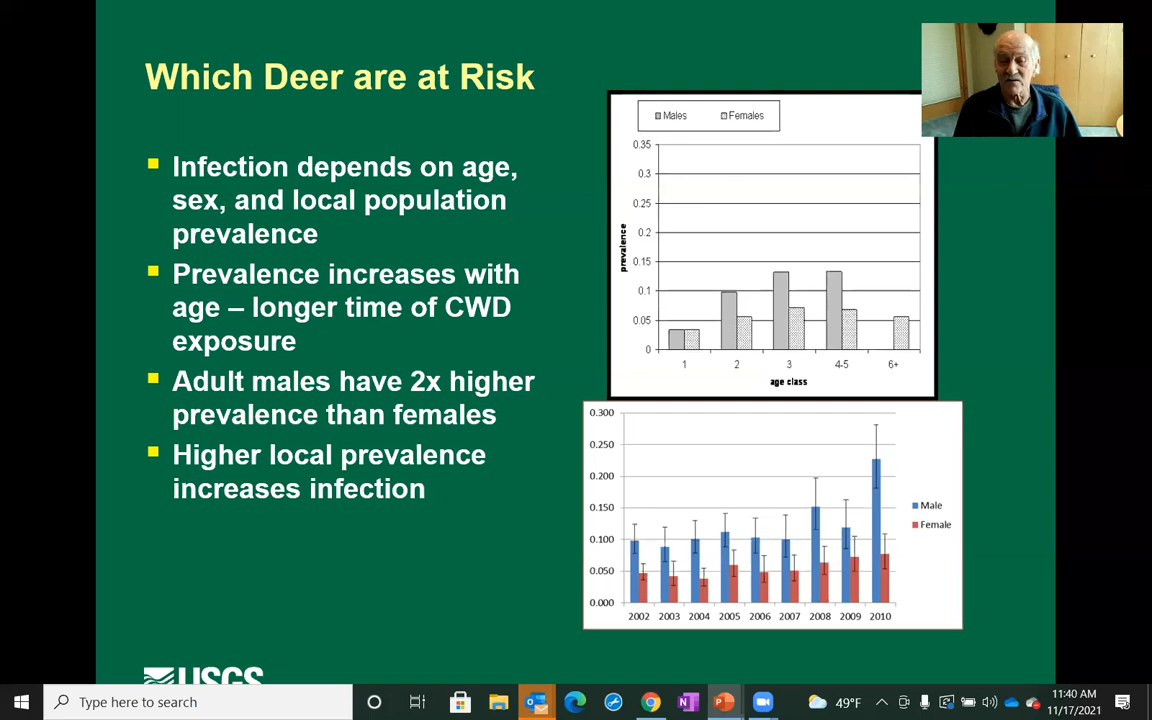 Which Deer are at Risk
Infection depends on age,
sex, and local population
prevalence
Prevalence increases with
age – longer time of CWD
exposure
Adult males have 2x higher
prevalence than females
Higher local prevalence
increases infection
Males Females
0.35
0.3
0.25
0.2
0.15
0.1
0.05
0
prevalence
1 2 3 4-5 6+
age class
0.300
0.250
0.200
0.150
0.100
0.050
0.000
2002 2003 2004 2005 2006 2007 2008 2009 2010
Male
Female
USGS
Type here to search
49°F
11:40 AM
11/17/2021